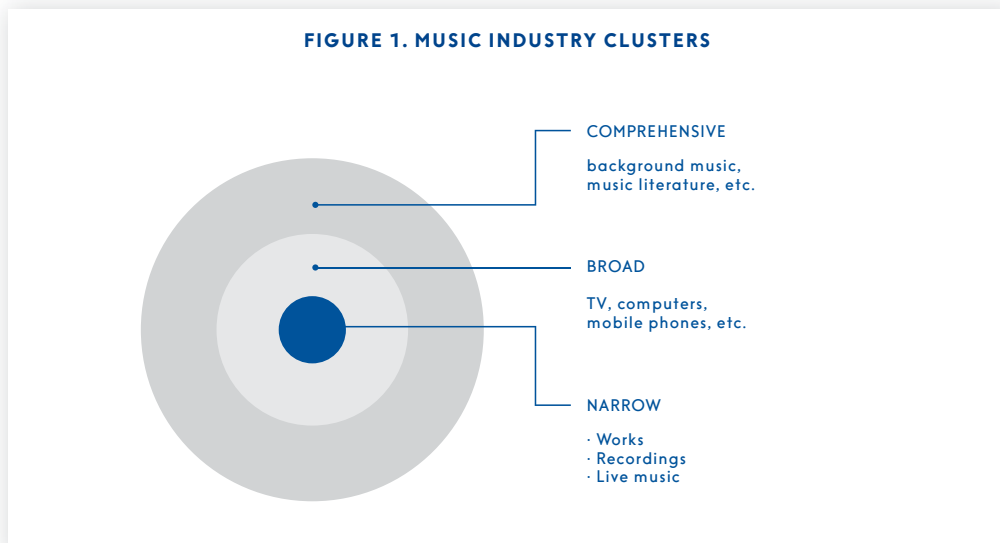 FIGURE 1. MUSIC INDUSTRY CLUSTERS
COMPREHENSIVE
background music,
music literature, etc.
BROAD
TV, computers,
mobile phones, etc.
NARROW
· Works
· Recordings
· Live music